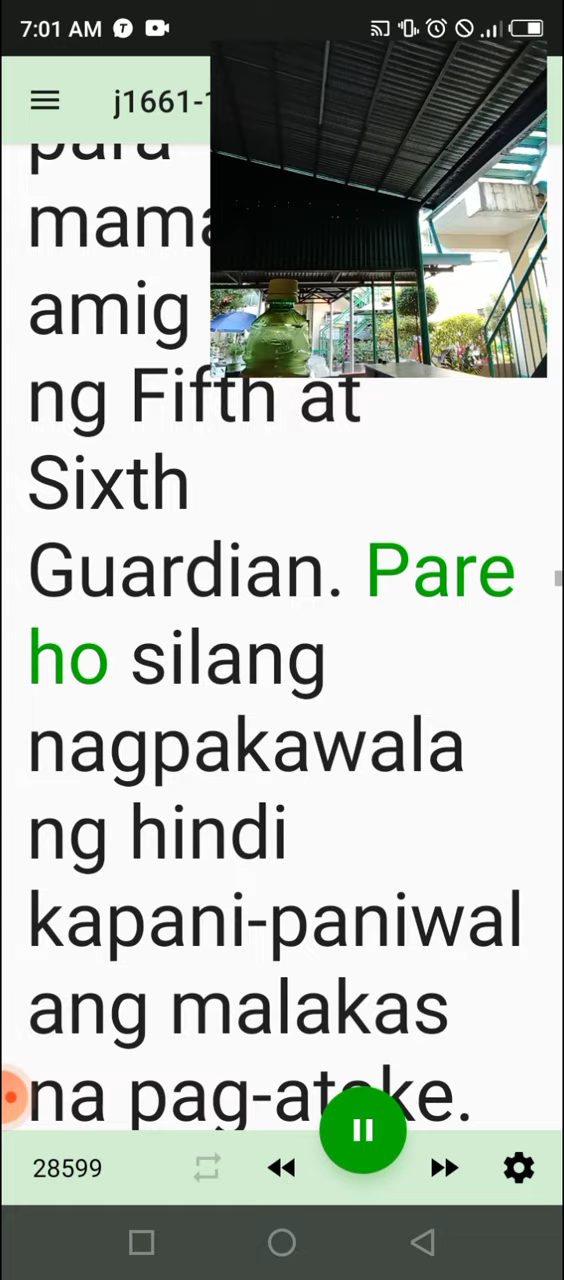 7:01 AM
j1661-
para
mama
amig
ng Fifth at
Sixth
Guardian. Pare
ho silang
nagpakawala
ng hindi
kapani-paniwal
ang malakas
na pag-atake.
28599